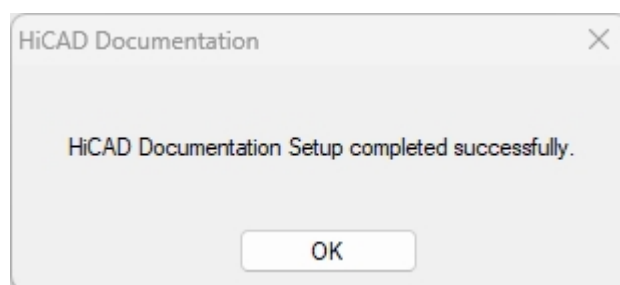 HiCAD Documentation
HiCAD Documentation Setup completed successfully.
OK